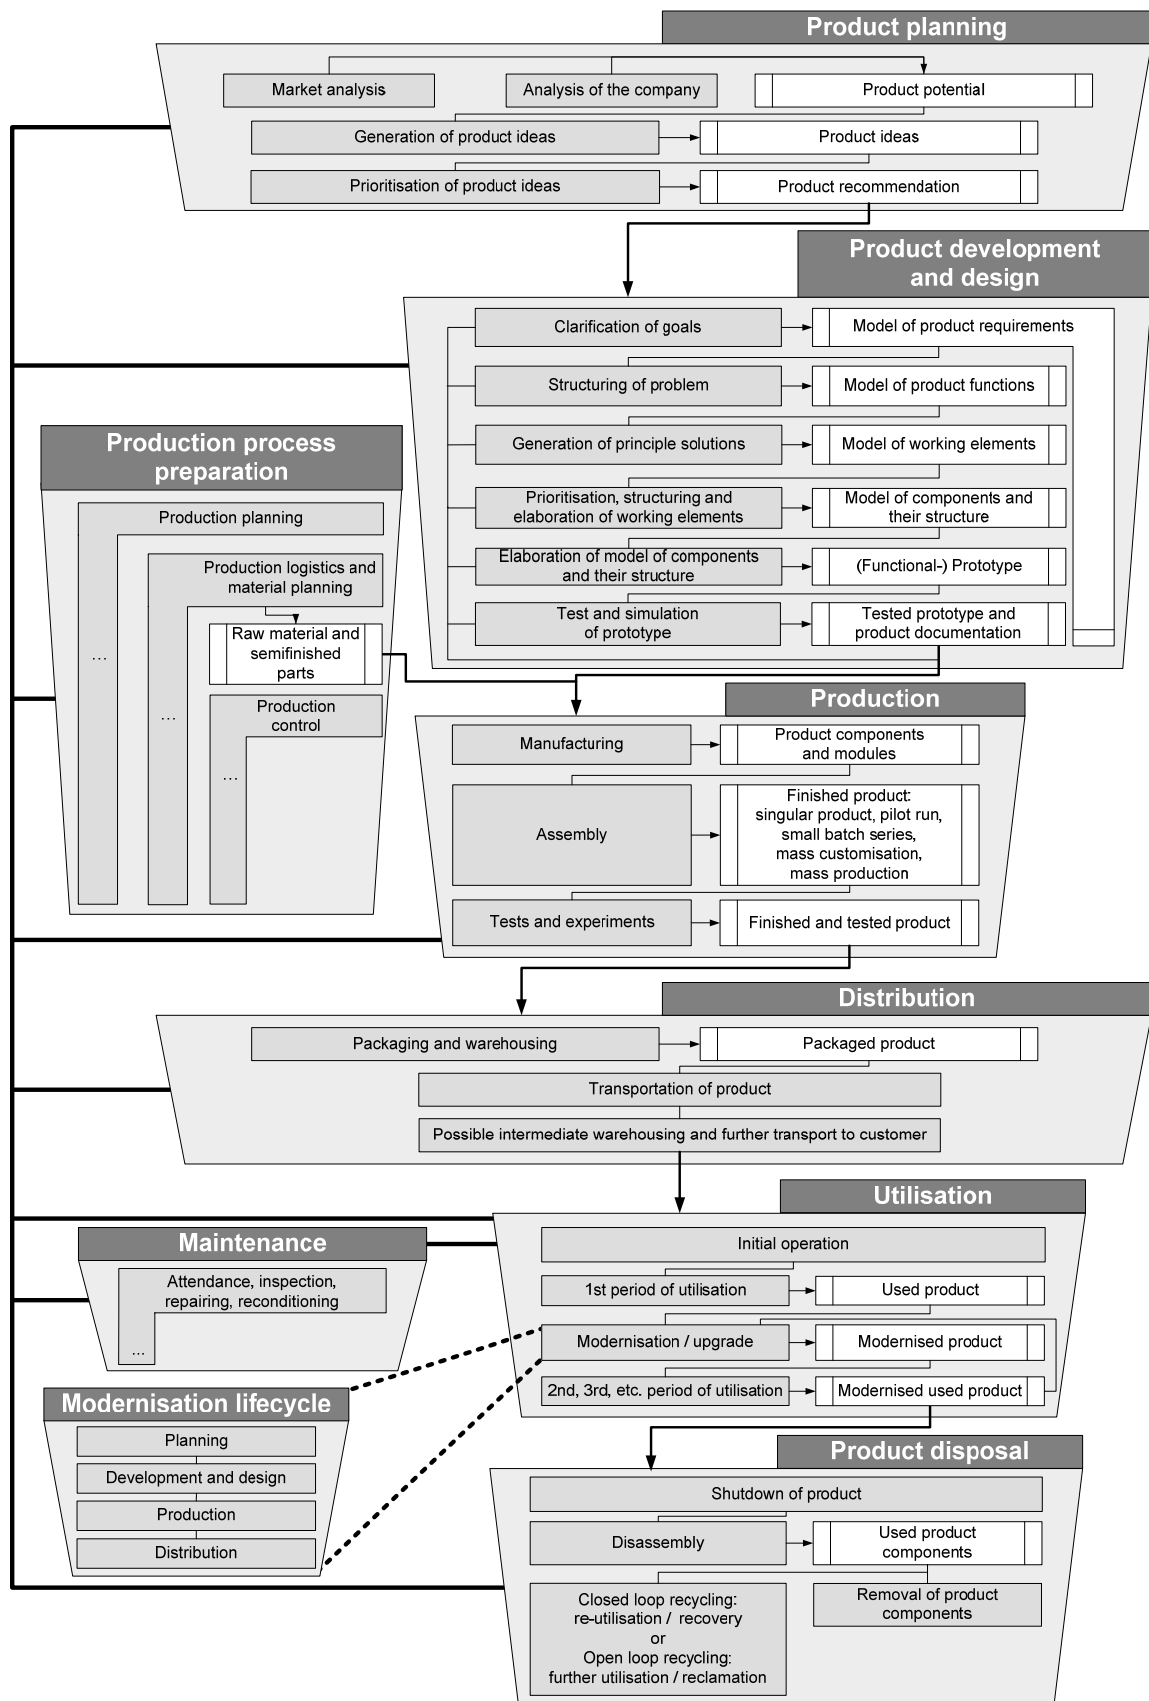 Product planning
Market analysis
Analysis of the company
Product potential
Generation of product ideas
Product ideas
Prioritisation of product ideas
Product recommendation
Product development
and design
Clarification of goals
Model of product requirements
Structuring of problem
Model of product functions
Generation of principle solutions
Model of working elements
Prioritisation, structuring and
elaboration of working elements
Model of components and
their structure
Elaboration of model of components
and their structure
(Functional-) Prototype
Test and simulation
of prototype
Tested prototype and
product documentation
Production process
preparation
Production planning
Production logistics and
material planning
Raw material and
semifinished
parts
...
...
Production
control
...
Production
Manufacturing
Product components
and modules
Assembly
Finished product:
singular product, pilot run,
small batch series,
mass customisation,
mass production
Tests and experiments
Finished and tested product
Distribution
Packaging and warehousing
Packaged product
Transportation of product
Possible intermediate warehousing and further transport to customer
Utilisation
Initial operation
1st period of utilisation
Used product
Modernisation / upgrade
Modernised product
2nd, 3rd, etc. period of utilisation
Modernised used product
Maintenance
Attendance, inspection,
repairing, reconditioning
...
Modernisation lifecycle
Planning
Development and design
Production
Distribution
Product disposal
Shutdown of product
Disassembly
Used product
components
Closed loop recycling:
re-utilisation / recovery
or
Open loop recycling:
further utilisation / reclamation
Removal of product
components